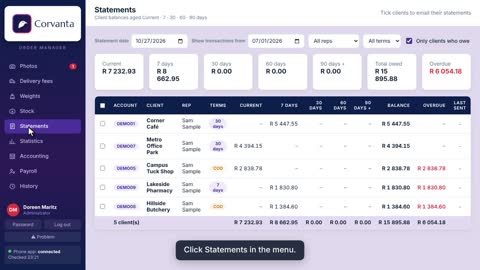 Corvanta
ORDER MANAGER
Photos 1
Delivery fees
Weights
Stock
Statements
Statistics
Accounting
Payroll
History
DM Doreen Maritz
Administrator
Password Log out
Problem
Phone app: connected
Checked 23:21
Statements
Client balances aged Current · 7 · 30 · 60 · 90 days
Tick clients to email their statements
Statement date 10/27/2026 Show transactions from 07/01/2026 All reps All terms Only clients who owe
Current
R 7 232.93
7 days
R 8 662.95
30 days
R 0.00
60 days
R 0.00
90 days +
R 0.00
Total owed
R 15 895.88
Overdue
R 6 054.18
ACCOUNT CLIENT REP TERMS CURRENT 7 DAYS 30 DAYS 60 DAYS 90 DAYS + BALANCE OVERDUE LAST SENT
DEMO001 Corner Café Sam Sample 30 days – R 5 447.55 – – – R 5 447.55 – –
DEMO007 Metro Office Park Sam Sample 30 days R 4 394.15 – – – – R 4 394.15 – –
DEMO005 Campus Tuck Shop Sam Sample COD R 2 838.78 – – – – R 2 838.78 R 2 838.78 –
DEMO009 Lakeside Pharmacy Sam Sample 7 days – R 1 830.80 – – – R 1 830.80 R 1 830.80 –
Hillside Butchery Sam Sample COD – R 1 384.60 – – – R 1 384.60 R 1 384.60 –
5 client(s) R 7 232.93 R 8 662.95 R 0.00 R 0.00 R 0.00 R 15 895.88 R 6 054.18
Click Statements in the menu.